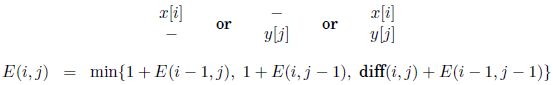 x[i] – x[i]
or or
– y[j] y[j]
E(i, j) = min{1 + E(i − 1, j), 1 + E(i, j − 1), diff(i, j) + E(i − 1, j − 1)}